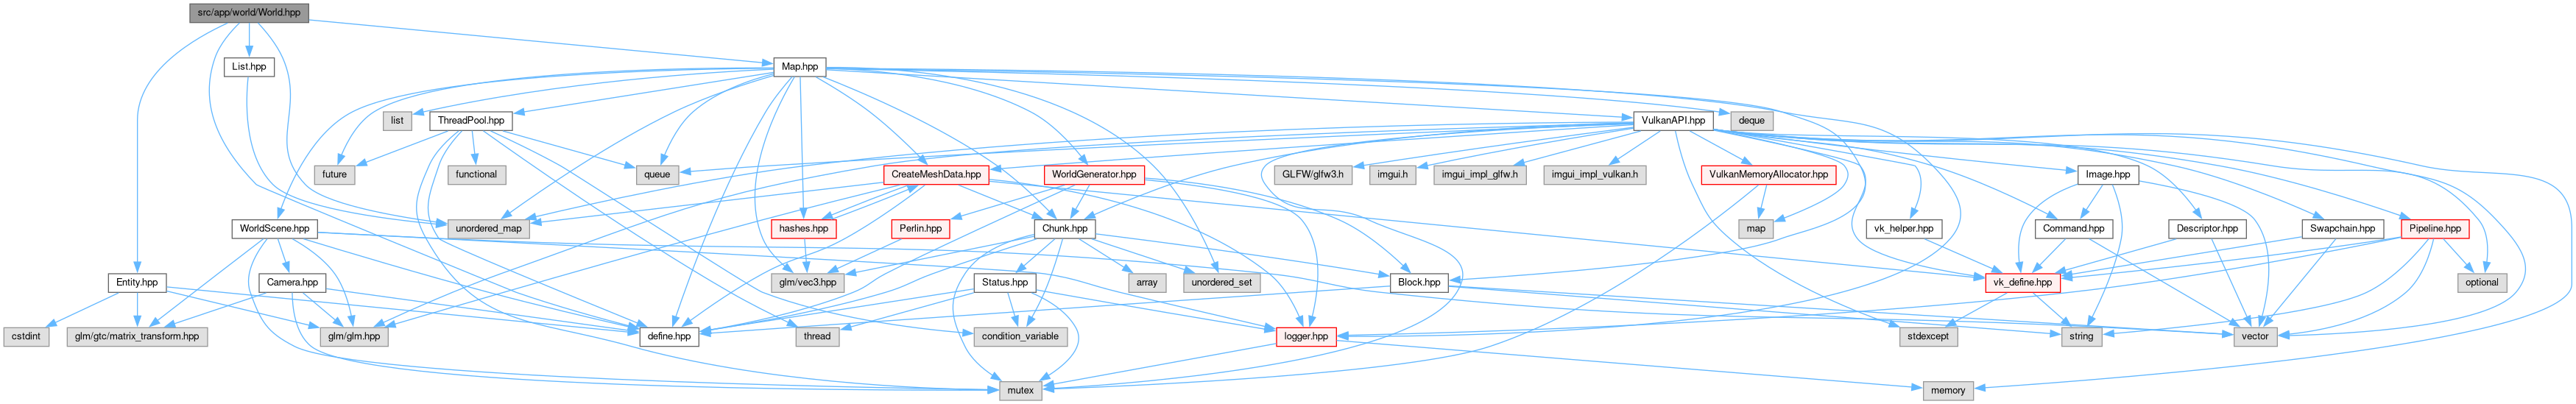 src/app/world/World.hpp
List.hpp
Map.hpp
list
ThreadPool.hpp
VulkanAPI.hpp
deque
future
functional
queue
CreateMeshData.hpp
WorldGenerator.hpp
GLFW/glfw3.h
imgui.h
imgui_impl_glfw.h
imgui_impl_vulkan.h
VulkanMemoryAllocator.hpp
Image.hpp
WorldScene.hpp
unordered_map
hashes.hpp
Perlin.hpp
Chunk.hpp
map
vk_helper.hpp
Command.hpp
Descriptor.hpp
Swapchain.hpp
Pipeline.hpp
Entity.hpp
Camera.hpp
glm/vec3.hpp
Status.hpp
array
unordered_set
Block.hpp
vk_define.hpp
optional
cstdint
glm/gtc/matrix_transform.hpp
glm/glm.hpp
define.hpp
thread
condition_variable
logger.hpp
stdexcept
string
vector
mutex
memory